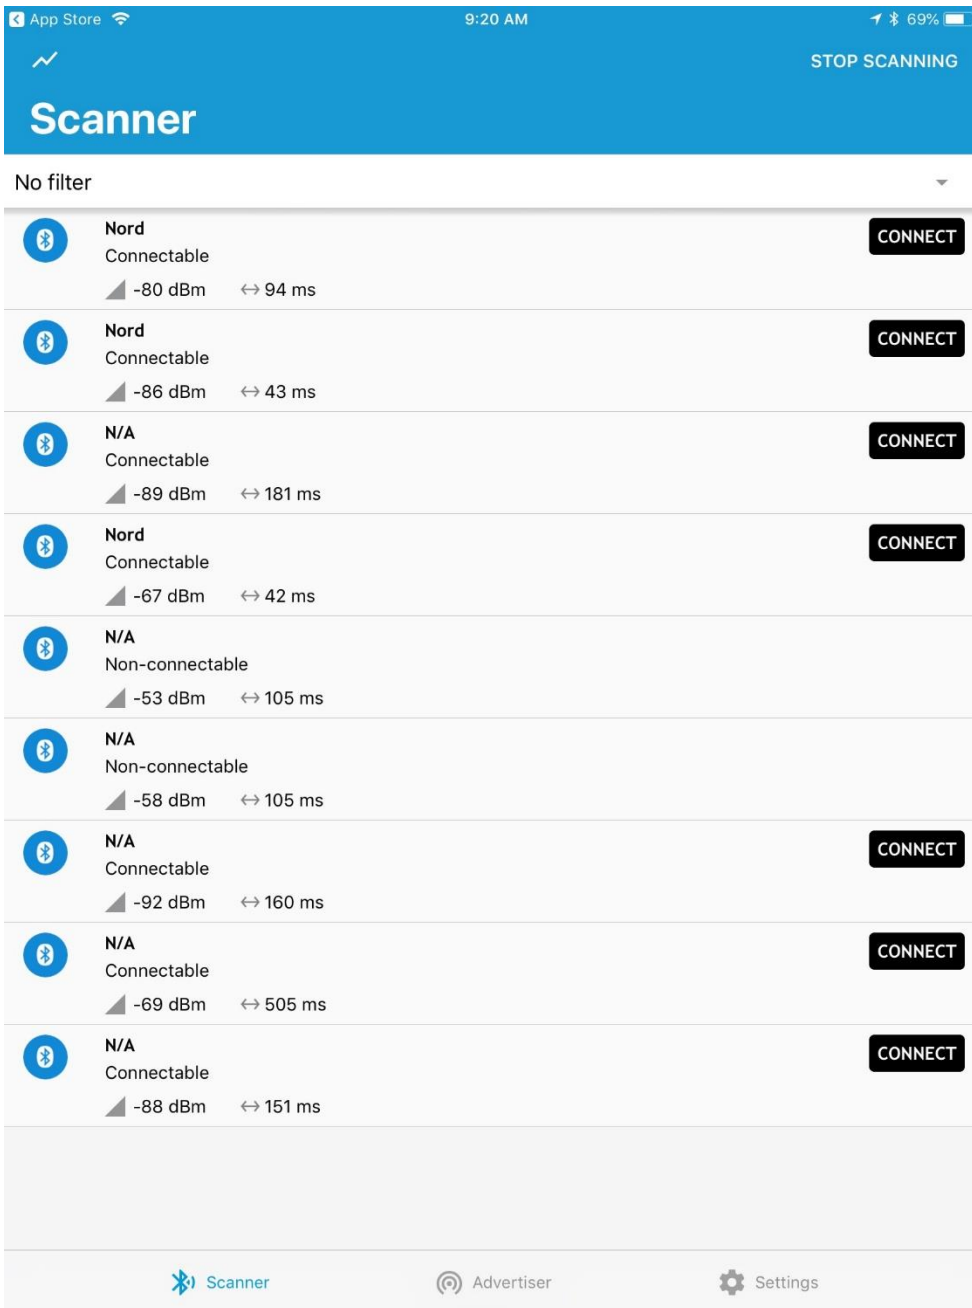 App Store 9:20 AM 69%
STOP SCANNING
Scanner
No filter
Nord
CONNECT
Connectable
-80 dBm 94 ms
Nord
CONNECT
Connectable
-86 dBm 43 ms
N/A
CONNECT
Connectable
-89 dBm 181 ms
Nord
CONNECT
Connectable
-67 dBm 42 ms
N/A
Non-connectable
-53 dBm 105 ms
N/A
Non-connectable
-58 dBm 105 ms
N/A
CONNECT
Connectable
-92 dBm 160 ms
N/A
CONNECT
Connectable
-69 dBm 505 ms
N/A
CONNECT
Connectable
-88 dBm 151 ms
Scanner Advertiser Settings